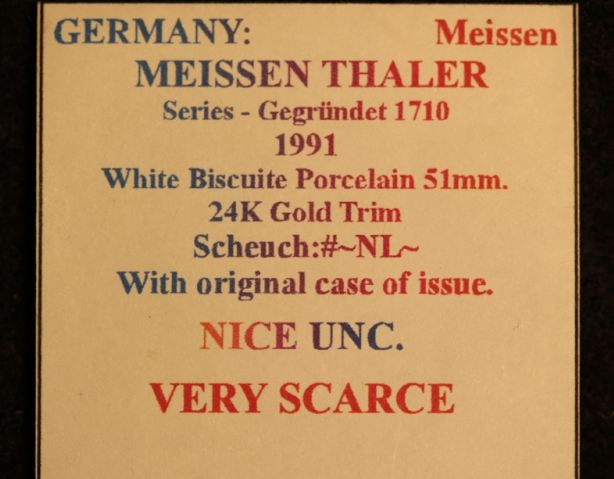 GERMANY: Meissen
MEISSEN THALER
Series - Gegründet 1710
1991
White Biscuite Porcelain 51mm.
24K Gold Trim
Scheuch:#~NL~
With original case of issue.
NICE UNC.
VERY SCARCE